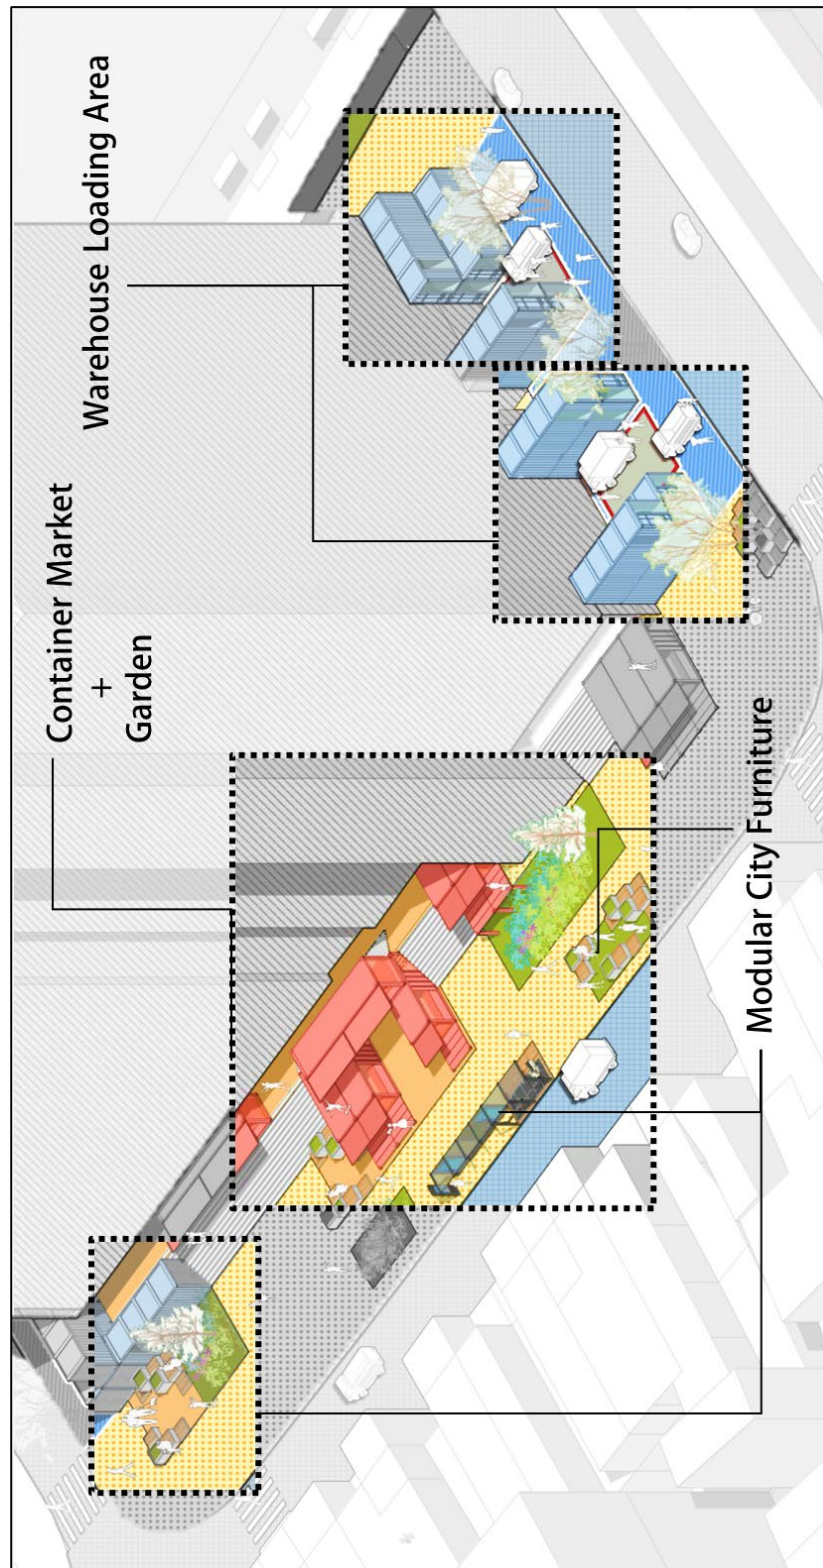 Warehouse Loading Area
Container Market
+
Garden
Modular City Furniture